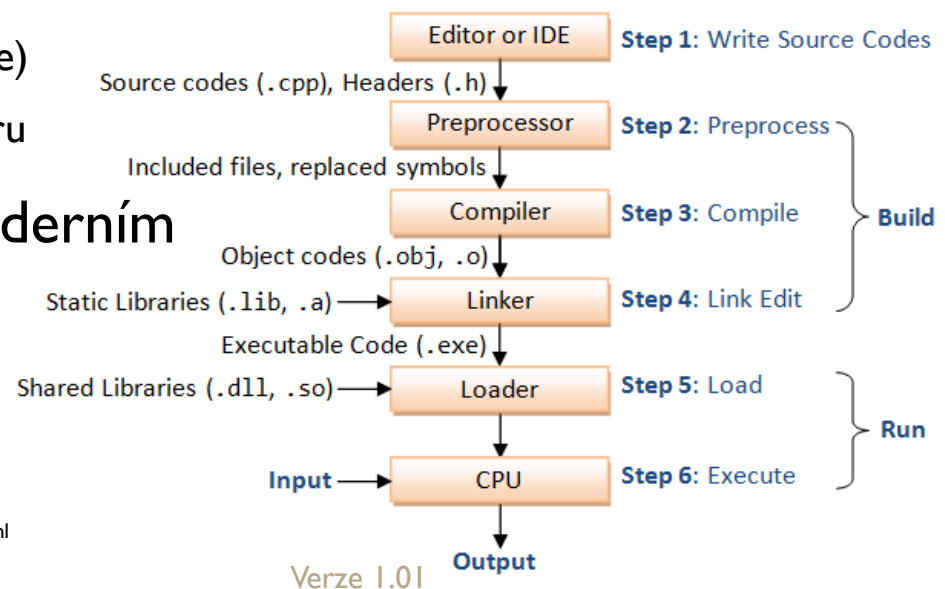 Editor or IDE Step 1: Write Source Codes
e)
Source codes (.cpp), Headers (.h)
ru
Preprocessor Step 2: Preprocess
Included files, replaced symbols
derním
Compiler Step 3: Compile
Build
Object codes (.obj, .o)
Static Libraries (.lib, .a) Linker Step 4: Link Edit
Executable Code (.exe)
Shared Libraries (.dll, .so) Loader Step 5: Load
Run
Input CPU Step 6: Execute
nl
Output
Verze 1.01